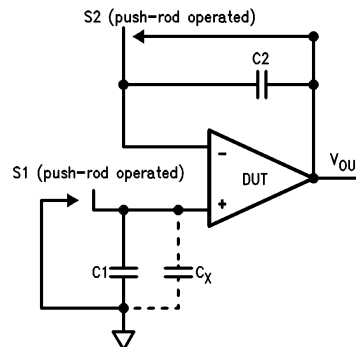 S2 (push-rod operated)
C2
S1 (push-rod operated)
-
DUT
VOU
+
C1
CX